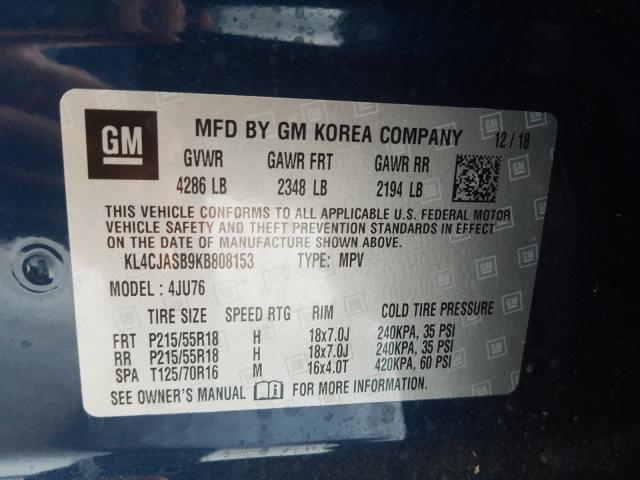 GM MFD BY GM KOREA COMPANY 12/18
GVWR GAWR FRT GAWR RR
4286 LB 2348 LB 2194 LB
THIS VEHICLE CONFORMS TO ALL APPLICABLE U.S. FEDERAL MOTOR
VEHICLE SAFETY AND THEFT PREVENTION STANDARDS IN EFFECT
ON THE DATE OF MANUFACTURE SHOWN ABOVE.
KL4CJASB9KB808153 TYPE: MPV
MODEL : 4JU76
TIRE SIZE SPEED RTG RIM COLD TIRE PRESSURE
FRT P215/55R18 H 18x7.0J 240KPA, 35 PSI
RR P215/55R18 H 18x7.0J 240KPA, 35 PSI
SPA T125/70R16 M 16x4.0T 420KPA, 60 PSI
SEE OWNER'S MANUAL FOR MORE INFORMATION.